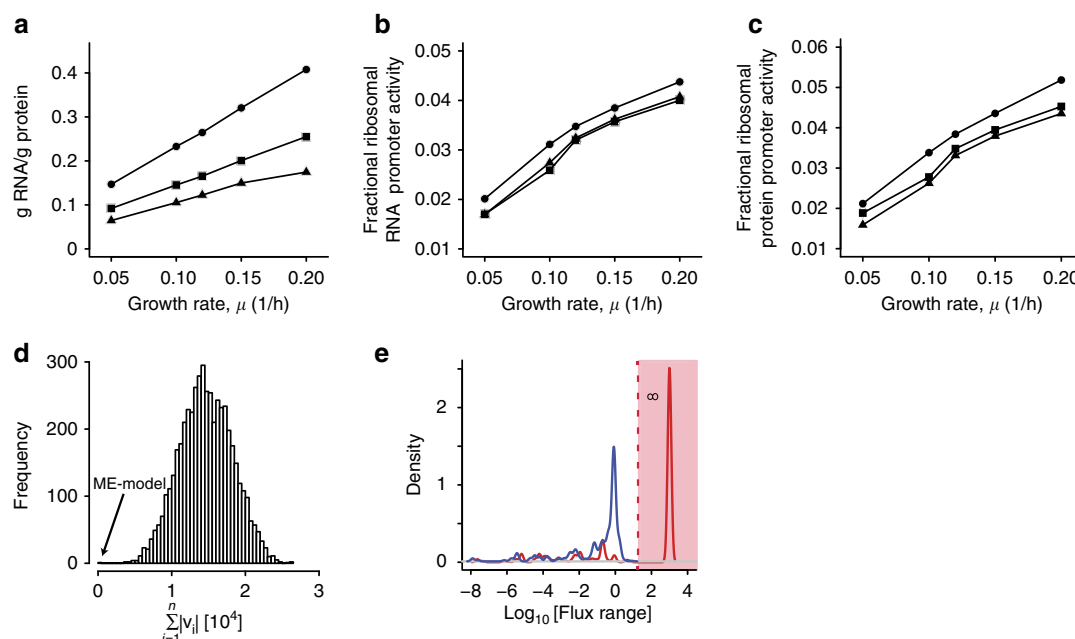 a
g RNA/g protein
0.4
0.3
0.2
0.1
0
0.05 0.10 0.15 0.20
Growth rate, μ (1/h)
b
Fractional ribosomal
RNA promoter activity
0.05
0.04
0.03
0.02
0.01
0.05 0.10 0.15 0.20
Growth rate, μ (1/h)
c
Fractional ribosomal
protein promoter activity
0.06
0.05
0.04
0.03
0.02
0.01
0.05 0.10 0.15 0.20
Growth rate, μ (1/h)
d
Frequency
300
200
100
0
ME-model
0 1 2 3
n
∑|vᵢ| [10⁴]
i=1
e
Density
2
1
0
∞
−8 −6 −4 −2 0 2 4
Log₁₀ [Flux range]